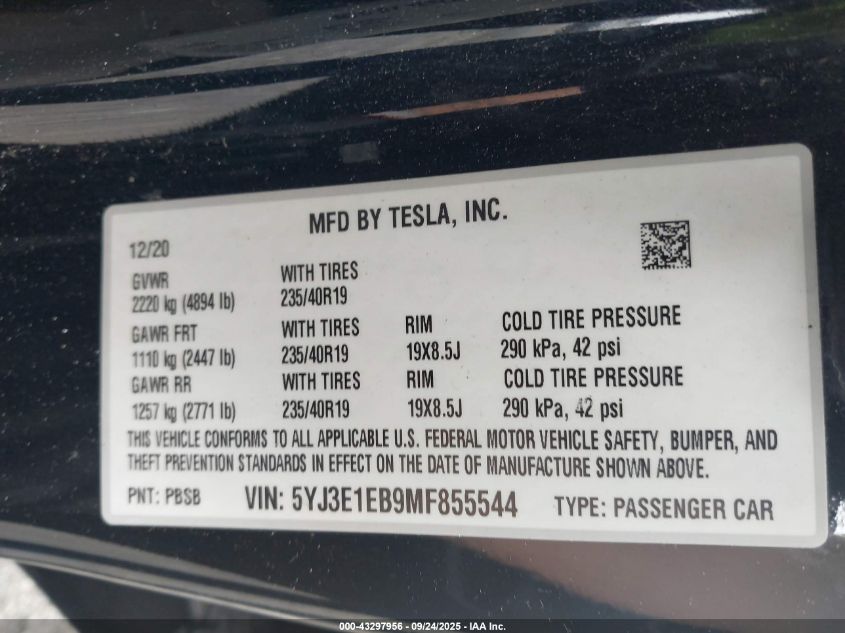 MFD BY TESLA, INC.
12/20
GVWR WITH TIRES
2220 kg (4894 lb) 235/40R19
GAWR FRT WITH TIRES RIM COLD TIRE PRESSURE
1110 kg (2447 lb) 235/40R19 19X8.5J 290 kPa, 42 psi
GAWR RR WITH TIRES RIM COLD TIRE PRESSURE
1257 kg (2771 lb) 235/40R19 19X8.5J 290 kPa, 42 psi
THIS VEHICLE CONFORMS TO ALL APPLICABLE U.S. FEDERAL MOTOR VEHICLE SAFETY, BUMPER, AND
THEFT PREVENTION STANDARDS IN EFFECT ON THE DATE OF MANUFACTURE SHOWN ABOVE.
PNT: PBSB VIN: 5YJ3E1EB9MF855544 TYPE: PASSENGER CAR
000-43297956 - 09/24/2025 - IAA Inc.